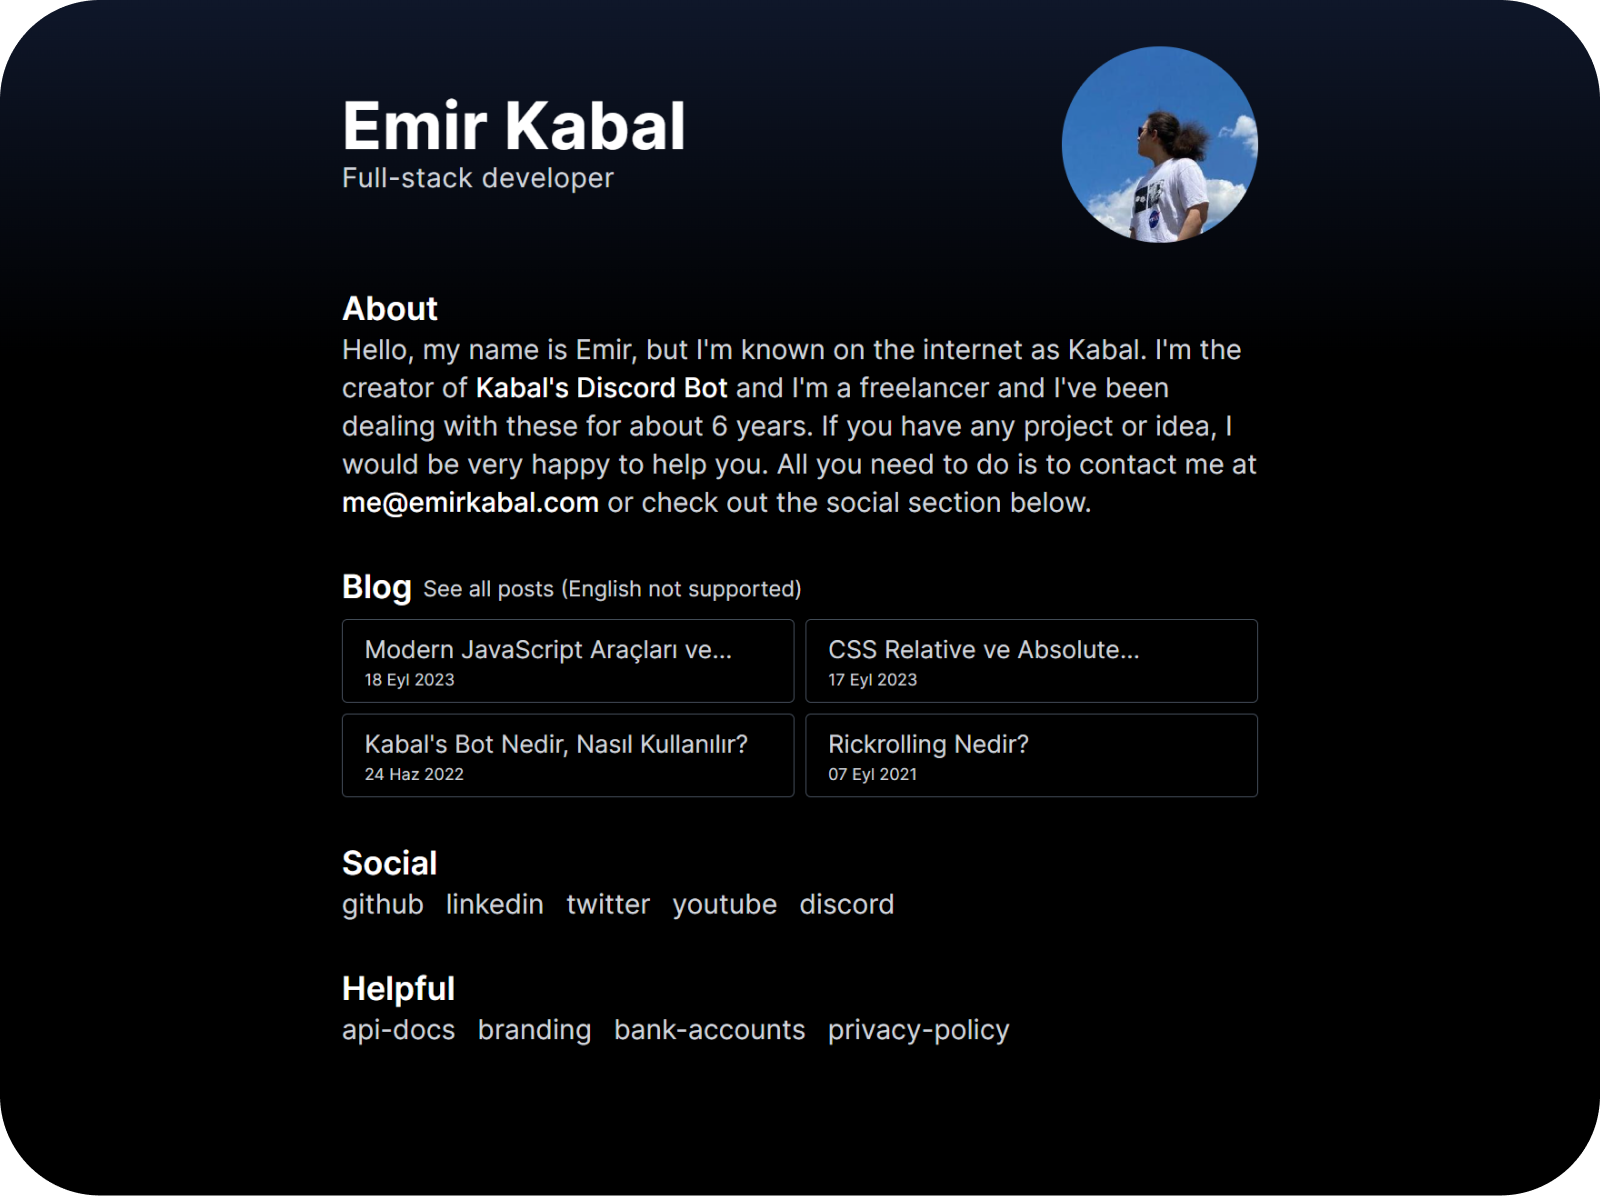 Emir Kabal
Full-stack developer
About
Hello, my name is Emir, but I'm known on the internet as Kabal. I'm the
creator of Kabal's Discord Bot and I'm a freelancer and I've been
dealing with these for about 6 years. If you have any project or idea, I
would be very happy to help you. All you need to do is to contact me at
me@emirkabal.com or check out the social section below.
Blog See all posts (English not supported)
Modern JavaScript Araçları ve...
18 Eyl 2023
CSS Relative ve Absolute...
17 Eyl 2023
Kabal's Bot Nedir, Nasıl Kullanılır?
24 Haz 2022
Rickrolling Nedir?
07 Eyl 2021
Social
github linkedin twitter youtube discord
Helpful
api-docs branding bank-accounts privacy-policy